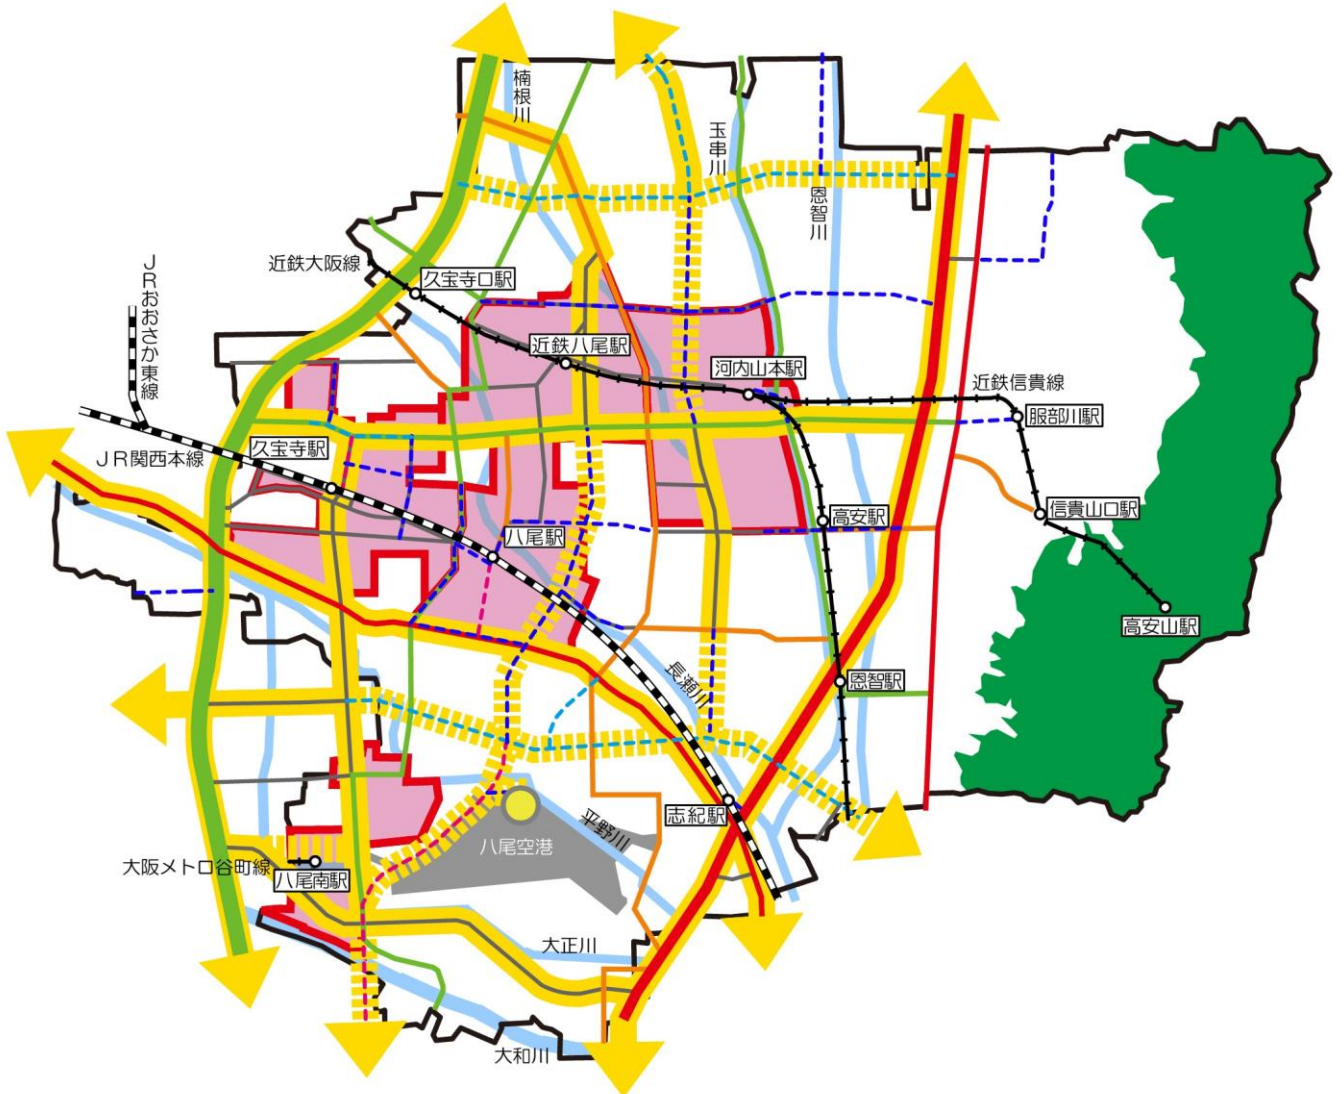 楠根川
玉串川
恩智川
近鉄大阪線
JRおおさか東線
久宝寺口駅
近鉄八尾駅
河内山本駅
近鉄信貴線
服部川駅
JR関西本線
久宝寺駅
信貴山口駅
高安駅
八尾駅
高安山駅
長瀬川
恩智駅
志紀駅
平野川
八尾空港
大阪メトロ谷町線
八尾南駅
大正川
大和川